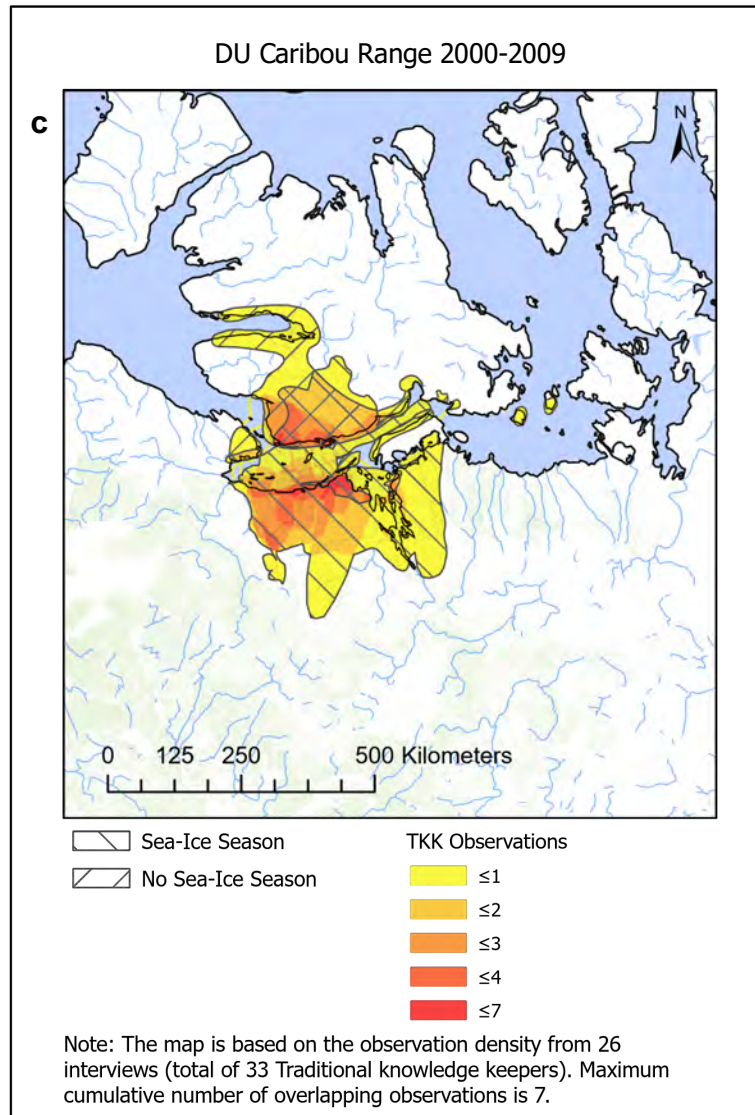 DU Caribou Range 2000-2009
c
N
0 125 250 500 Kilometers
Sea-Ice Season
No Sea-Ice Season
TKK Observations
≤1
≤2
≤3
≤4
≤7
Note: The map is based on the observation density from 26
interviews (total of 33 Traditional knowledge keepers). Maximum
cumulative number of overlapping observations is 7.